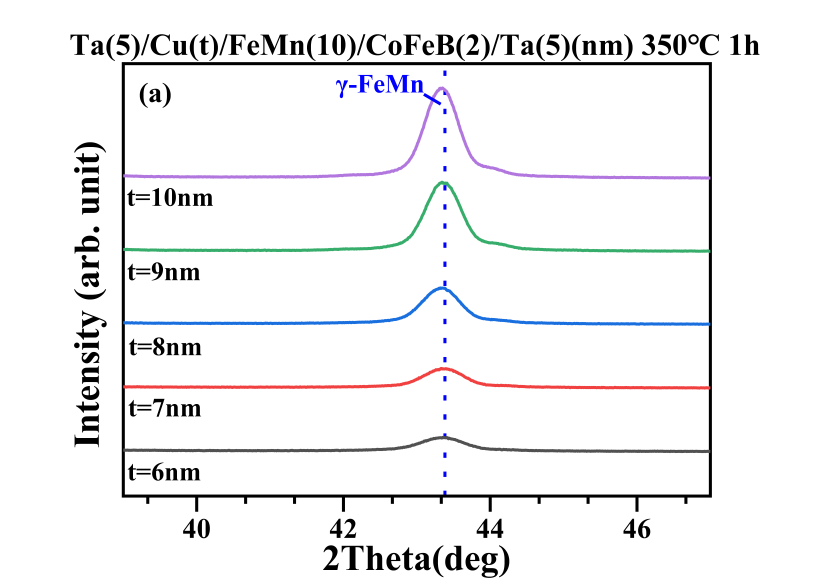 Ta(5)/Cu(t)/FeMn(10)/CoFeB(2)/Ta(5)(nm) 350℃ 1h
(a)
γ-FeMn
t=10nm
t=9nm
t=8nm
t=7nm
t=6nm
Intensity (arb. unit)
40 42 44 46
2Theta(deg)